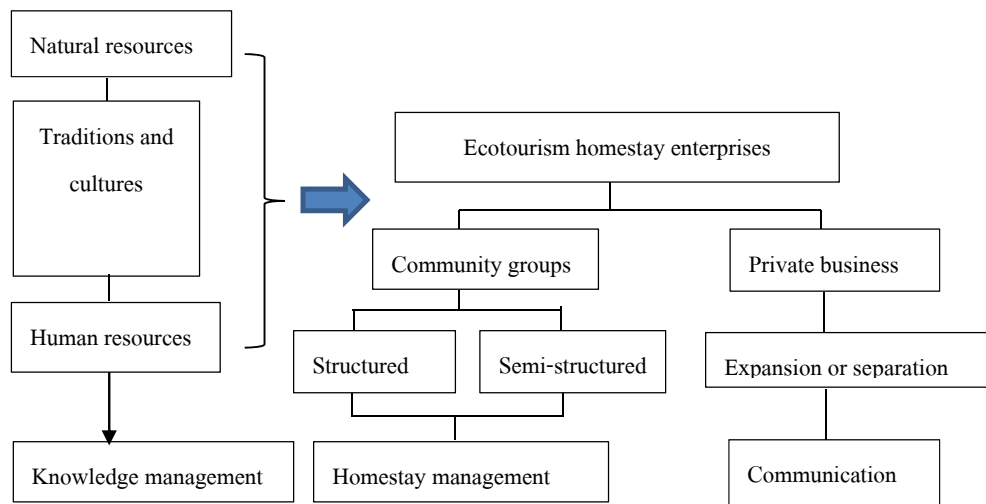 Natural resources
Traditions and
cultures
Human resources
Knowledge management
Ecotourism homestay enterprises
Community groups
Private business
Structured
Semi-structured
Expansion or separation
Homestay management
Communication